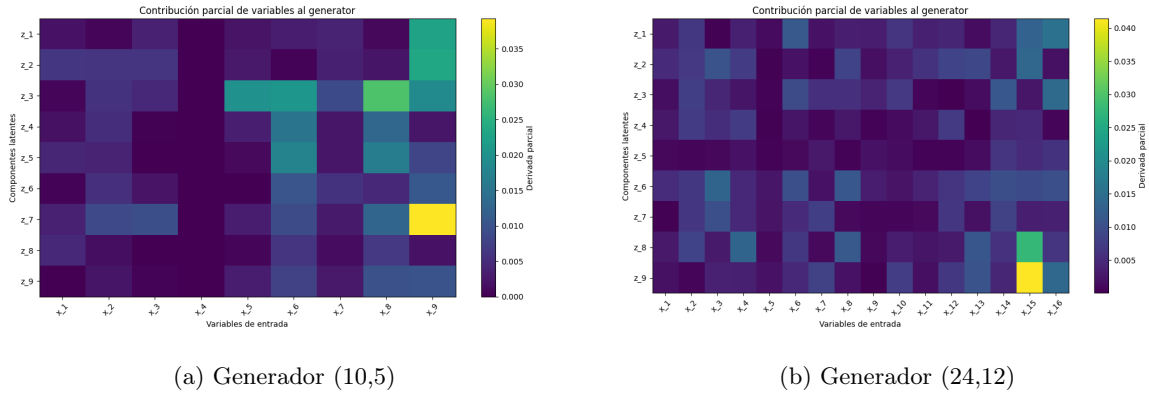 Contribución parcial de variables al generator
Componentes latentes
z_1
z_2
z_3
z_4
z_5
z_6
z_7
z_8
z_9
x_1 x_2 x_3 x_4 x_5 x_6 x_7 x_8 x_9
Variables de entrada
0.035
0.030
0.025
0.020
0.015
0.010
0.005
0.000
Derivada parcial
(a) Generador (10,5)
Contribución parcial de variables al generator
Componentes latentes
z_1
z_2
z_3
z_4
z_5
z_6
z_7
z_8
z_9
x_1 x_2 x_3 x_4 x_5 x_6 x_7 x_8 x_9 x_10 x_11 x_12 x_13 x_14 x_15 x_16
Variables de entrada
0.040
0.035
0.030
0.025
0.020
0.015
0.010
0.005
Derivada parcial
(b) Generador (24,12)